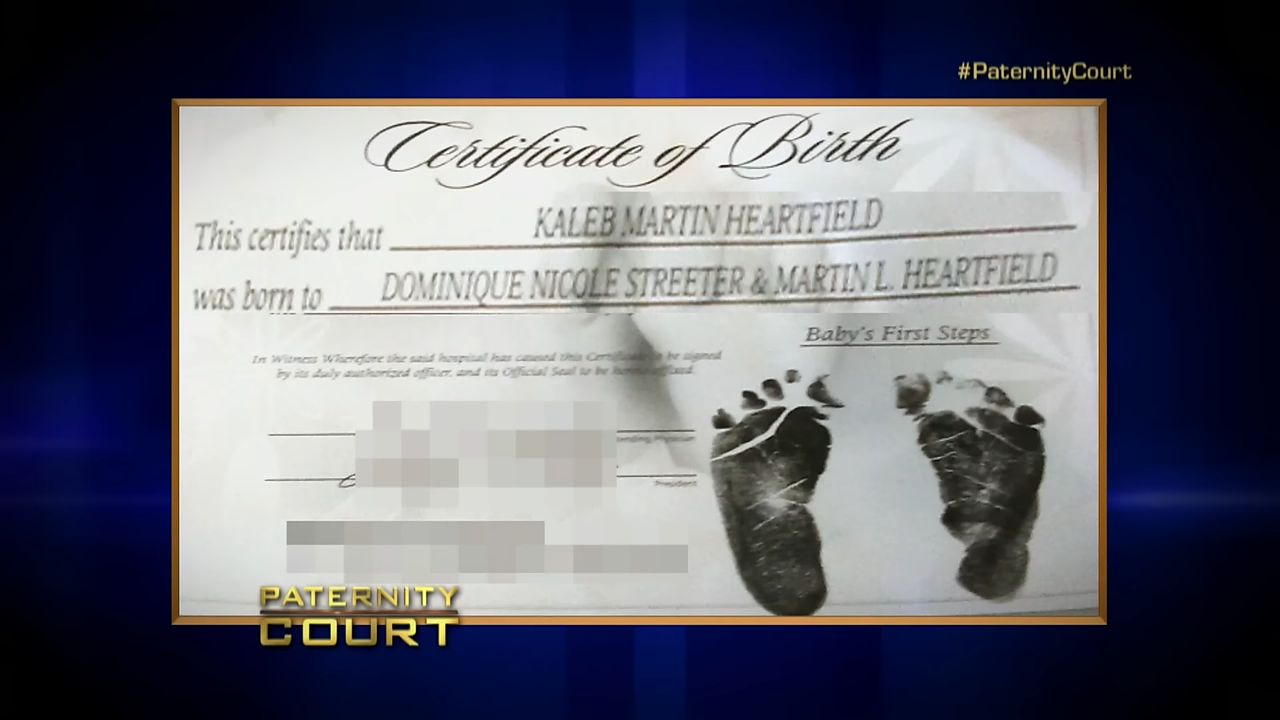 #PaternityCourt
Certificate of Birth
This certifies that KALEB MARTIN HEARTFIELD
was born to DOMINIQUE NICOLE STREETER & MARTIN L. HEARTFIELD
Baby's First Steps
In Witness Wherefore the said hospital has caused this Certificate to be signed
by its duly authorized officer, and its Official Seal to be hereto affixed.
Physician
President
PATERNITY
COURT